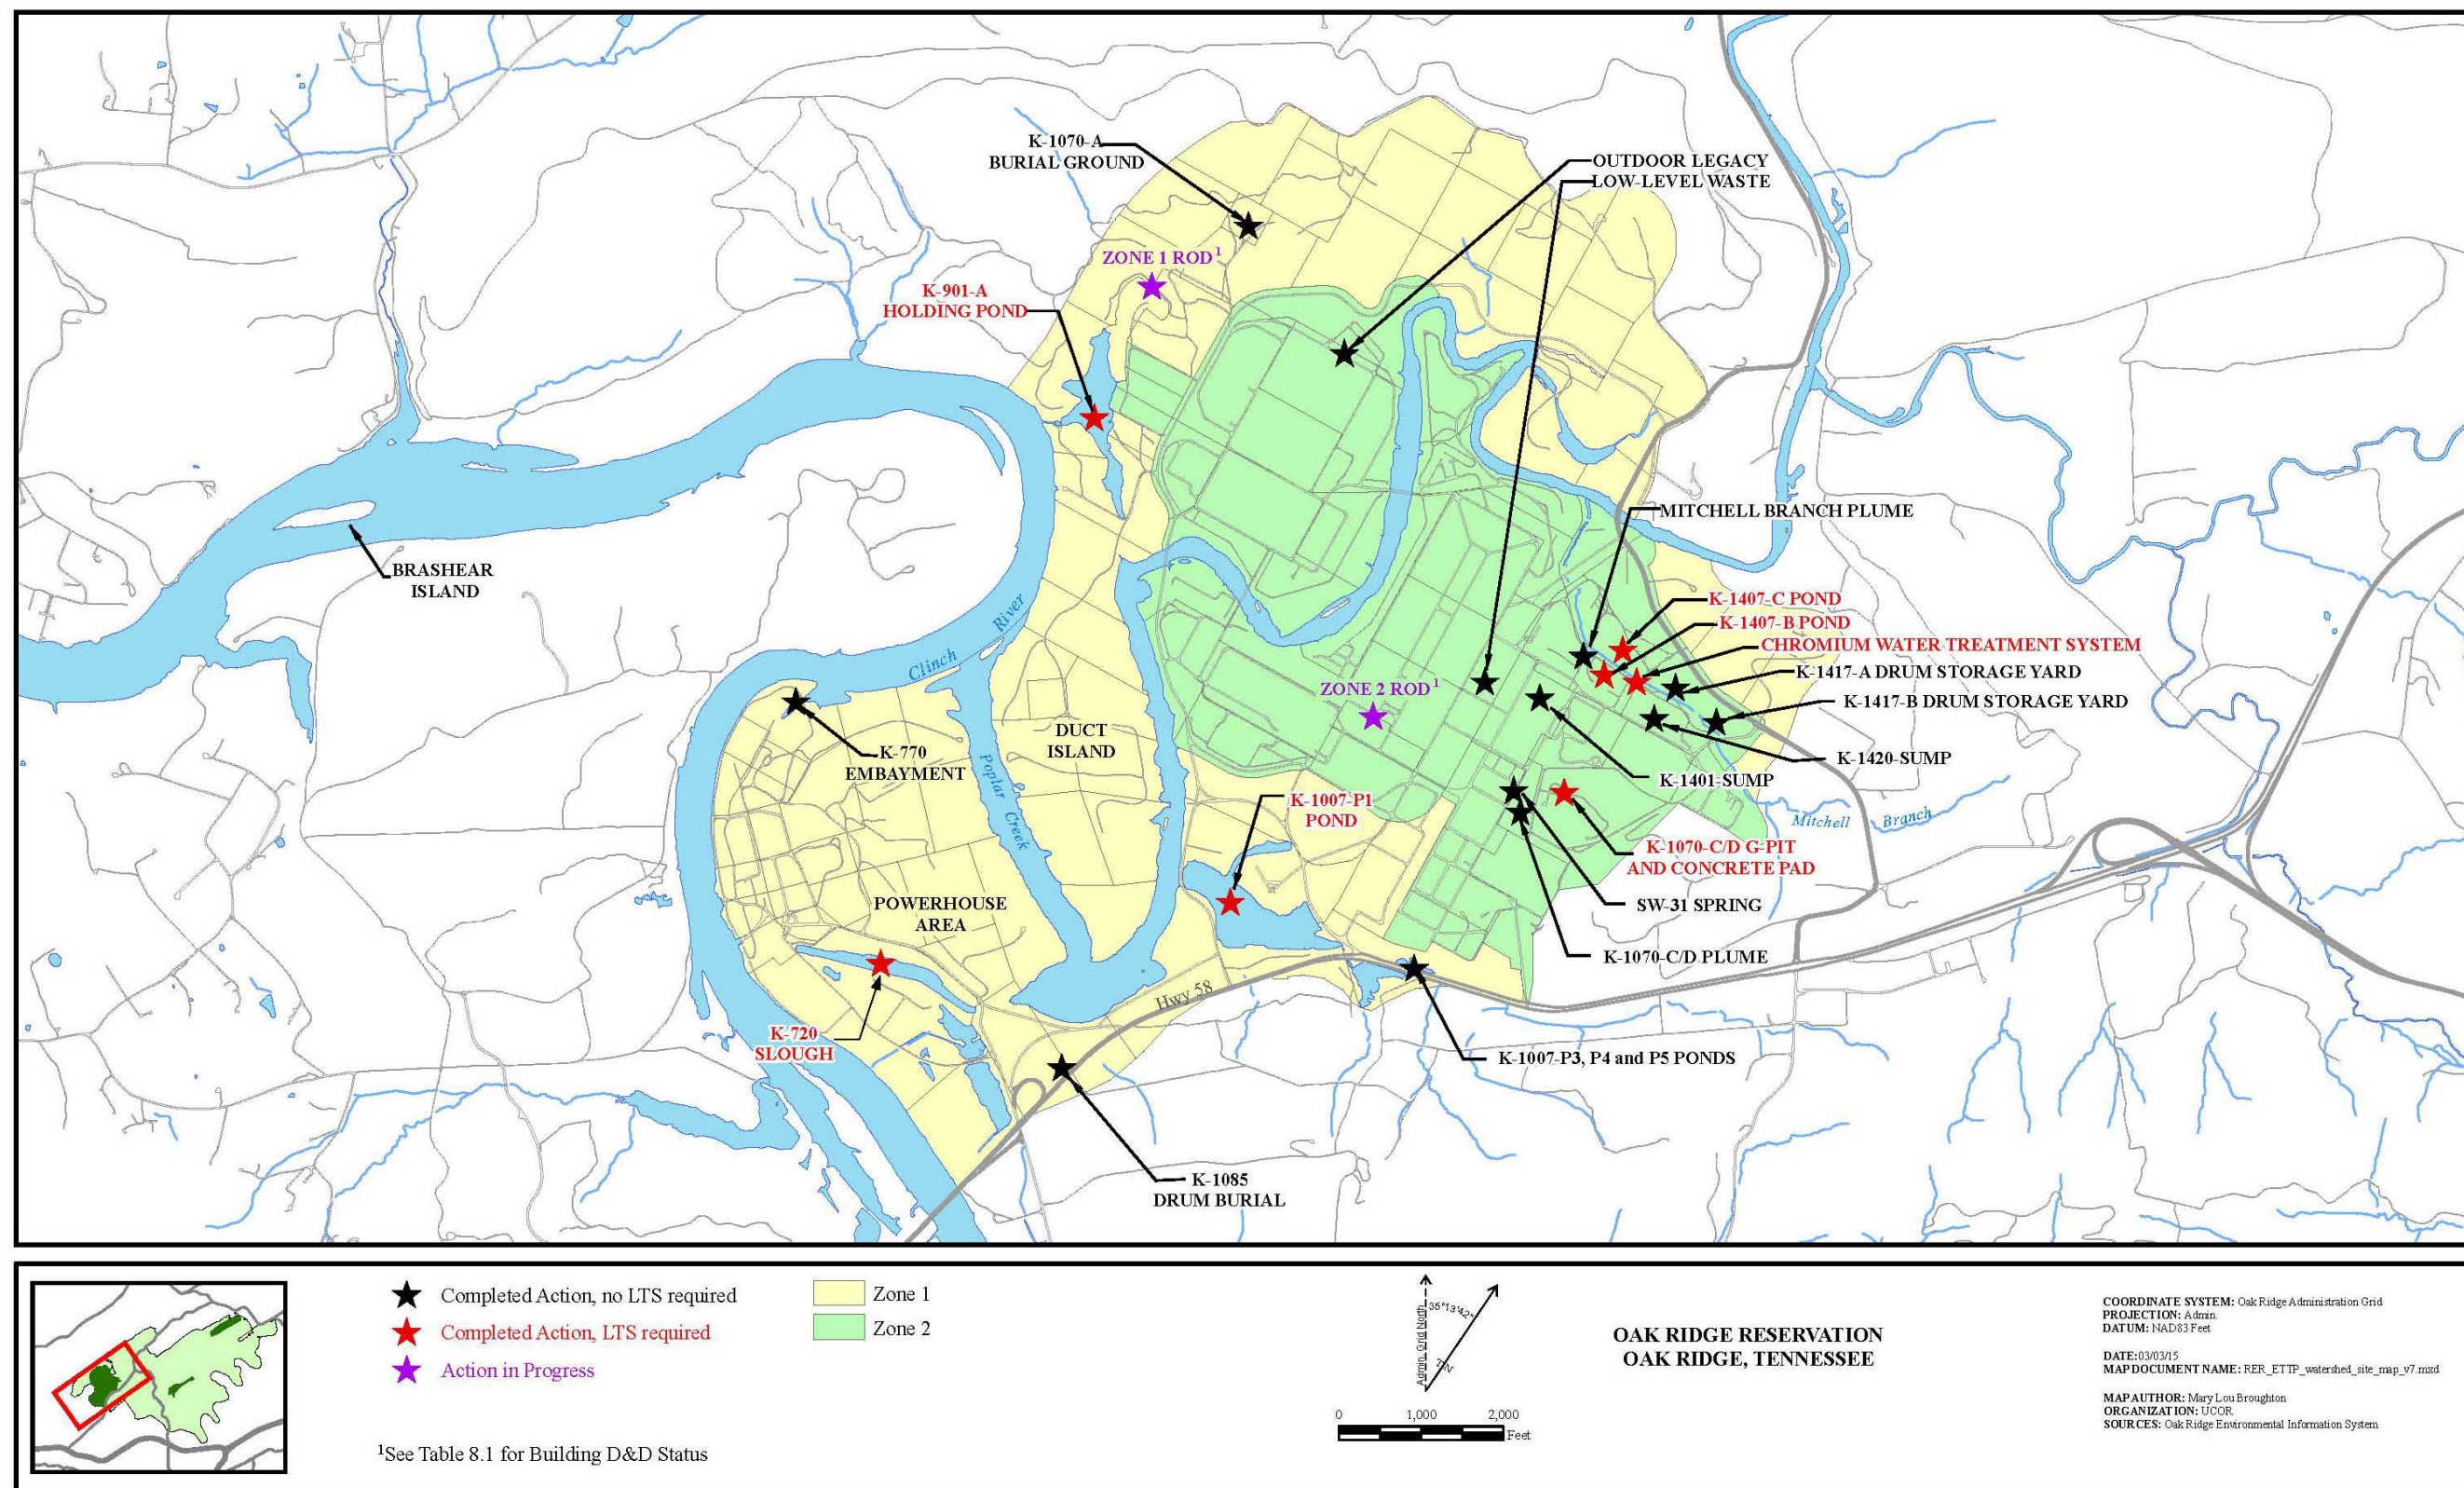 K-1070-A
BURIAL GROUND
OUTDOOR LEGACY
LOW-LEVEL WASTE
ZONE 1 ROD¹
K-901-A
HOLDING POND
MITCHELL BRANCH PLUME
BRASHEAR
ISLAND
Clinch River
K-1407-C POND
K-1407-B POND
CHROMIUM WATER TREATMENT SYSTEM
K-1417-A DRUM STORAGE YARD
ZONE 2 ROD¹
K-1417-B DRUM STORAGE YARD
DUCT
ISLAND
K-770
EMBAYMENT
K-1420-SUMP
K-1401-SUMP
Poplar Creek
K-1007-P1
POND
Mitchell Branch
K-1070-C/D G-PIT
AND CONCRETE PAD
POWERHOUSE
AREA
SW-31 SPRING
K-1070-C/D PLUME
Hwy 58
K-720
SLOUGH
K-1007-P3, P4 and P5 PONDS
K-1085
DRUM BURIAL
Completed Action, no LTS required
Completed Action, LTS required
Action in Progress
¹See Table 8.1 for Building D&D Status
Zone 1
Zone 2
Admin. Grid North
35°13'42"
TN
0 1,000 2,000
Feet
OAK RIDGE RESERVATION
OAK RIDGE, TENNESSEE
COORDINATE SYSTEM: Oak Ridge Administration Grid
PROJECTION: Admin.
DATUM: NAD83 Feet
DATE:03/03/15
MAP DOCUMENT NAME: RER_ETTP_watershed_site_map_v7.mxd
MAP AUTHOR: Mary Lou Broughton
ORGANIZATION: UCOR
SOURCES: Oak Ridge Environmental Information System